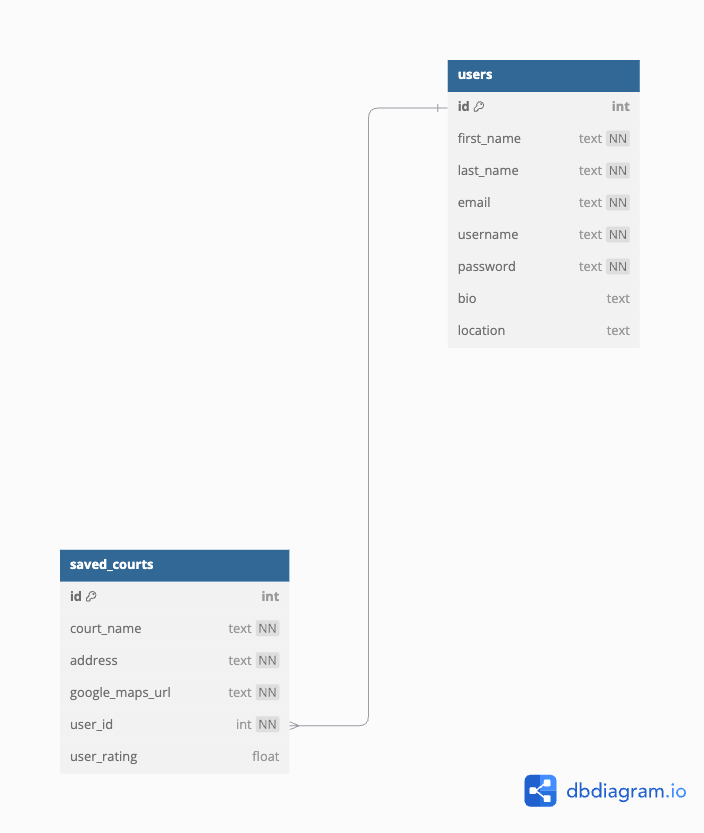 users
id int
first_name text NN
last_name text NN
email text NN
username text NN
password text NN
bio text
location text
saved_courts
id int
court_name text NN
address text NN
google_maps_url text NN
user_id int NN
user_rating float
dbdiagram.io